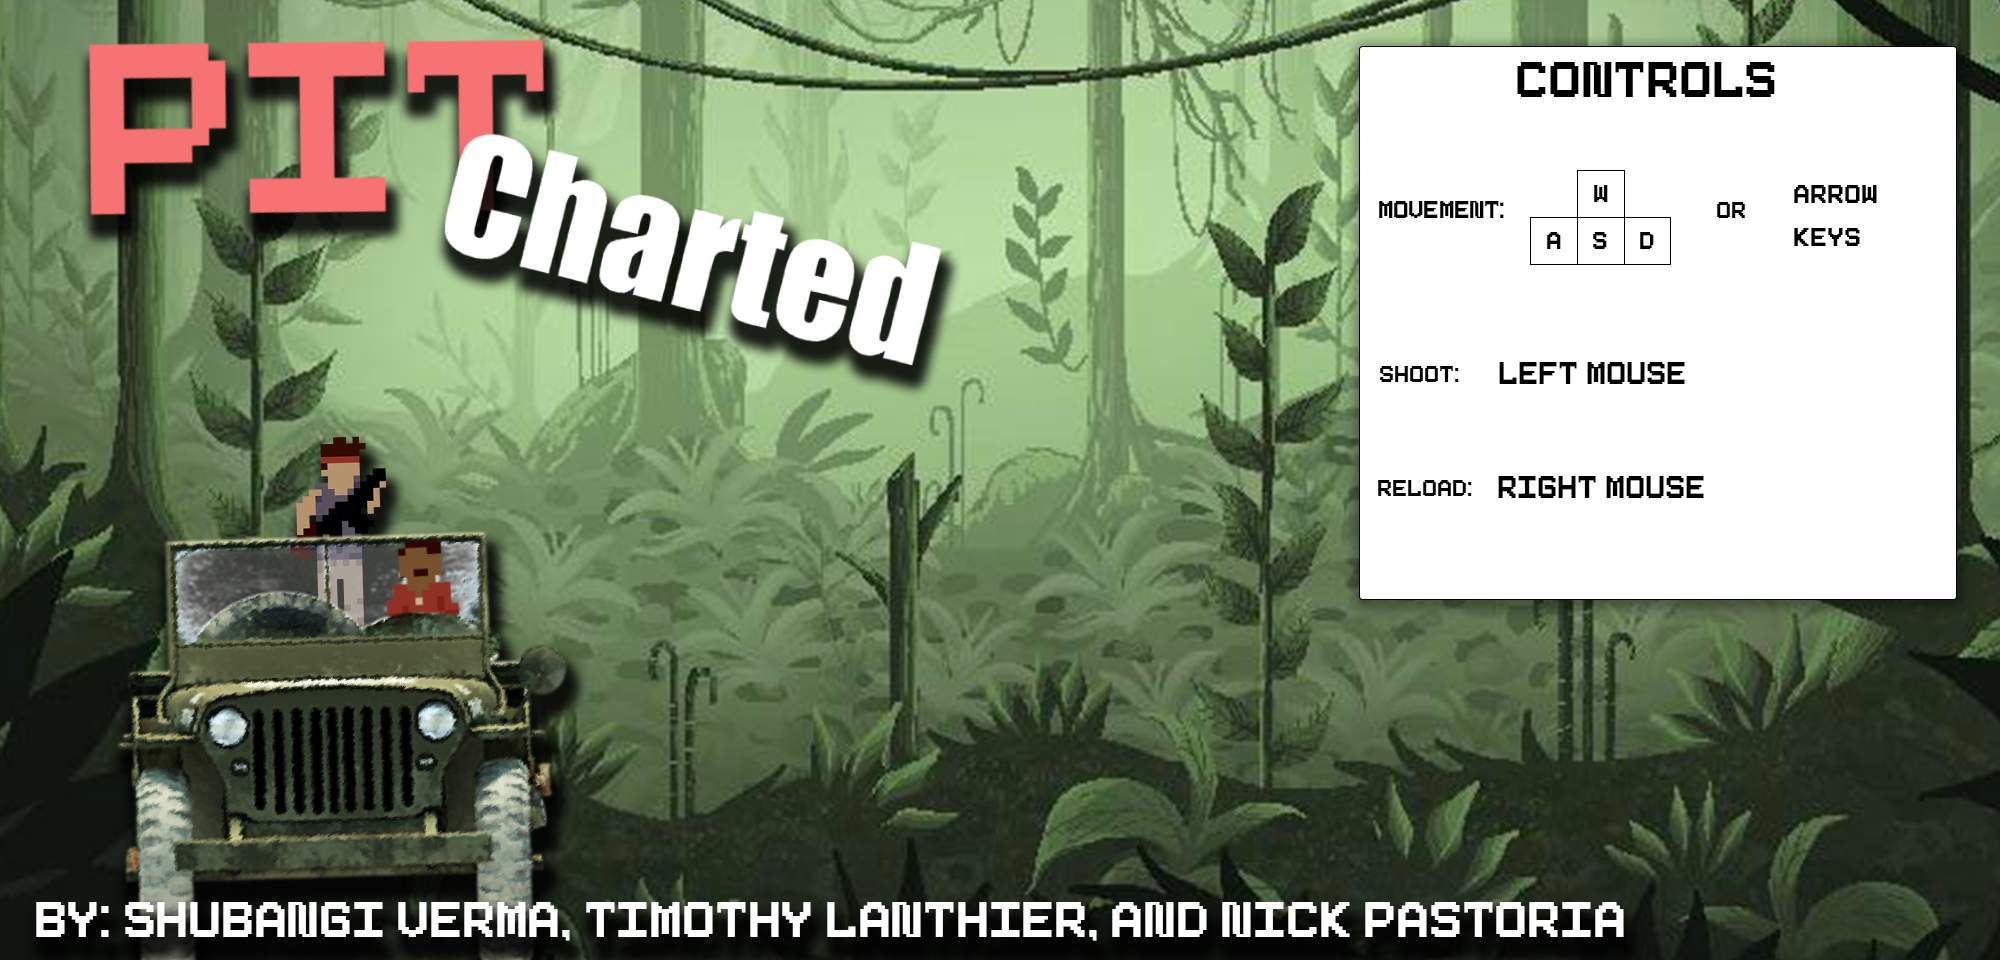 PIT
Charted
CONTROLS
MOVEMENT: W A S D OR ARROW KEYS
SHOOT: LEFT MOUSE
RELOAD: RIGHT MOUSE
BY: SHUBANGI VERMA, TIMOTHY LANTHIER, AND NICK PASTORIA